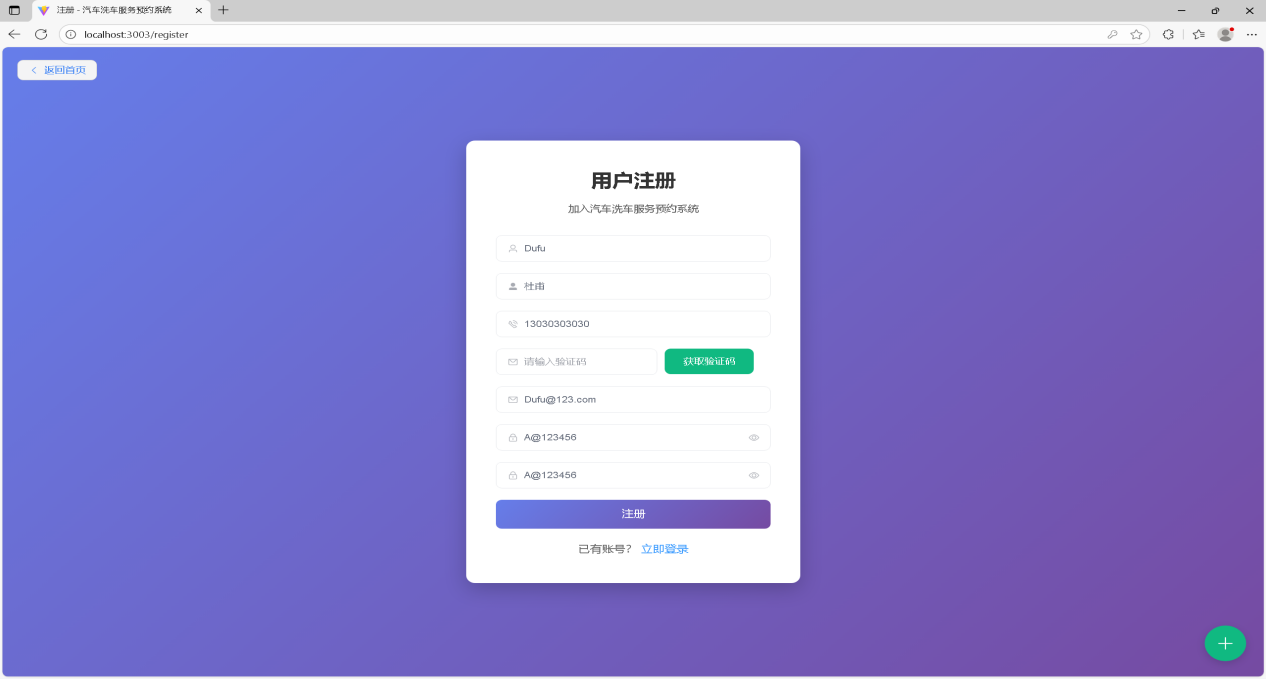 注册 - 汽车洗车服务预约系统
localhost:3003/register
返回首页
用户注册
加入汽车洗车服务预约系统
Dufu
杜甫
13030303030
请输入验证码 获取验证码
Dufu@123.com
A@123456
A@123456
注册
已有账号? 立即登录